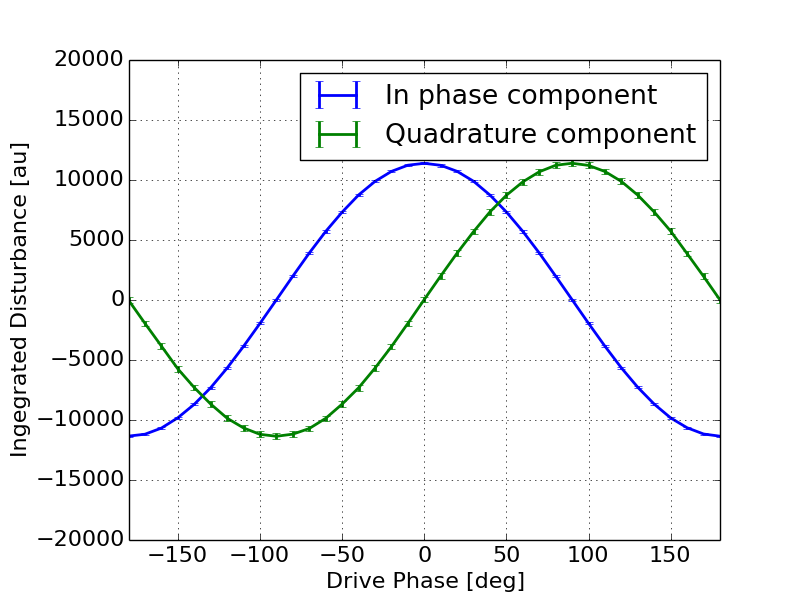 20000
15000
10000
5000
0
−5000
−10000
−15000
−20000
Ingegrated Disturbance [au]
In phase component
Quadrature component
−150 −100 −50 0 50 100 150
Drive Phase [deg]